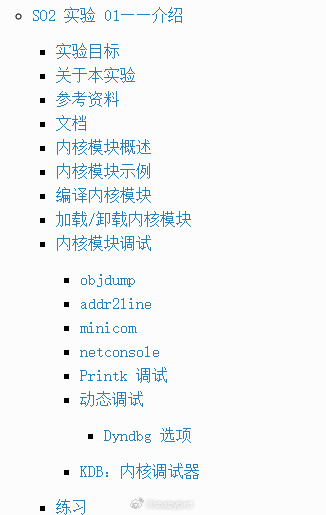 SO2 实验 01——介绍
实验目标
关于本实验
参考资料
文档
内核模块概述
内核模块示例
编译内核模块
加载/卸载内核模块
内核模块调试
objdump
addr2line
minicom
netconsole
Printk 调试
动态调试
Dyndbg 选项
KDB：内核调试器
练习